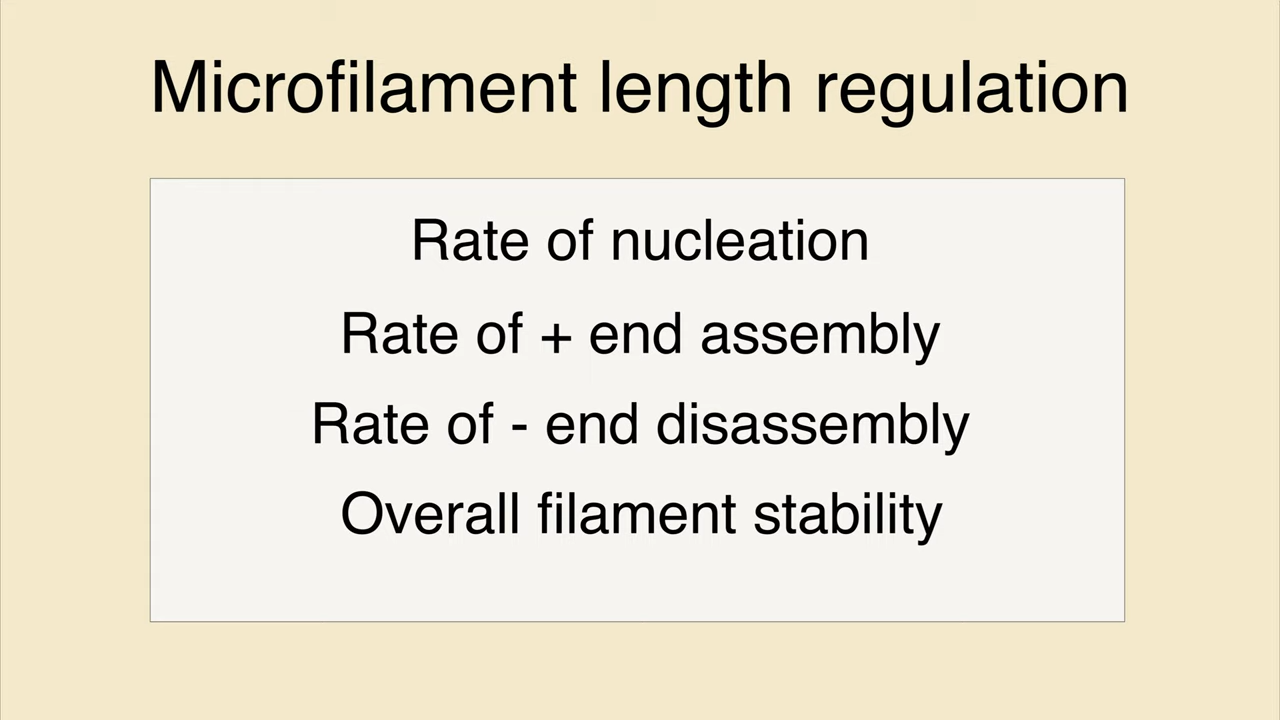 Microfilament length regulation
Rate of nucleation
Rate of + end assembly
Rate of - end disassembly
Overall filament stability